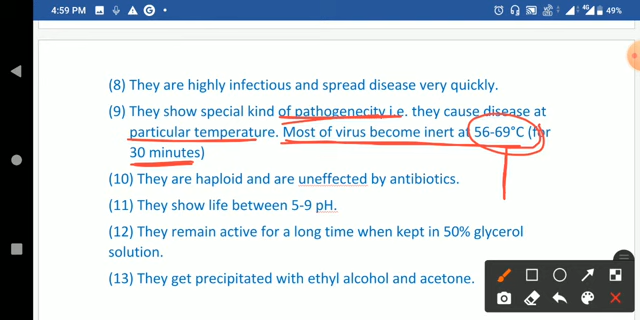 4:59 PM
4G
49%
(8) They are highly infectious and spread disease very quickly.
(9) They show special kind of pathogenecity i.e. they cause disease at
particular temperature. Most of virus become inert at 56-69°C (for
30 minutes)
(10) They are haploid and are uneffected by antibiotics.
(11) They show life between 5-9 pH.
(12) They remain active for a long time when kept in 50% glycerol
solution.
(13) They get precipitated with ethyl alcohol and acetone.